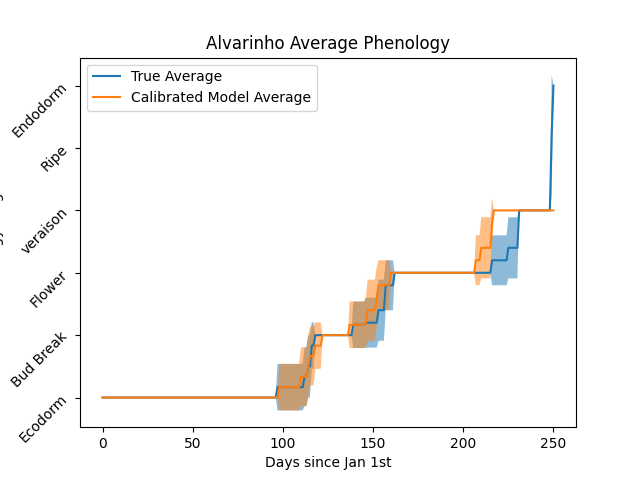 Alvarinho Average Phenology
True Average
Calibrated Model Average
Endodorm
Ripe
veraison
Flower
Bud Break
Ecodorm
0 50 100 150 200 250
Days since Jan 1st